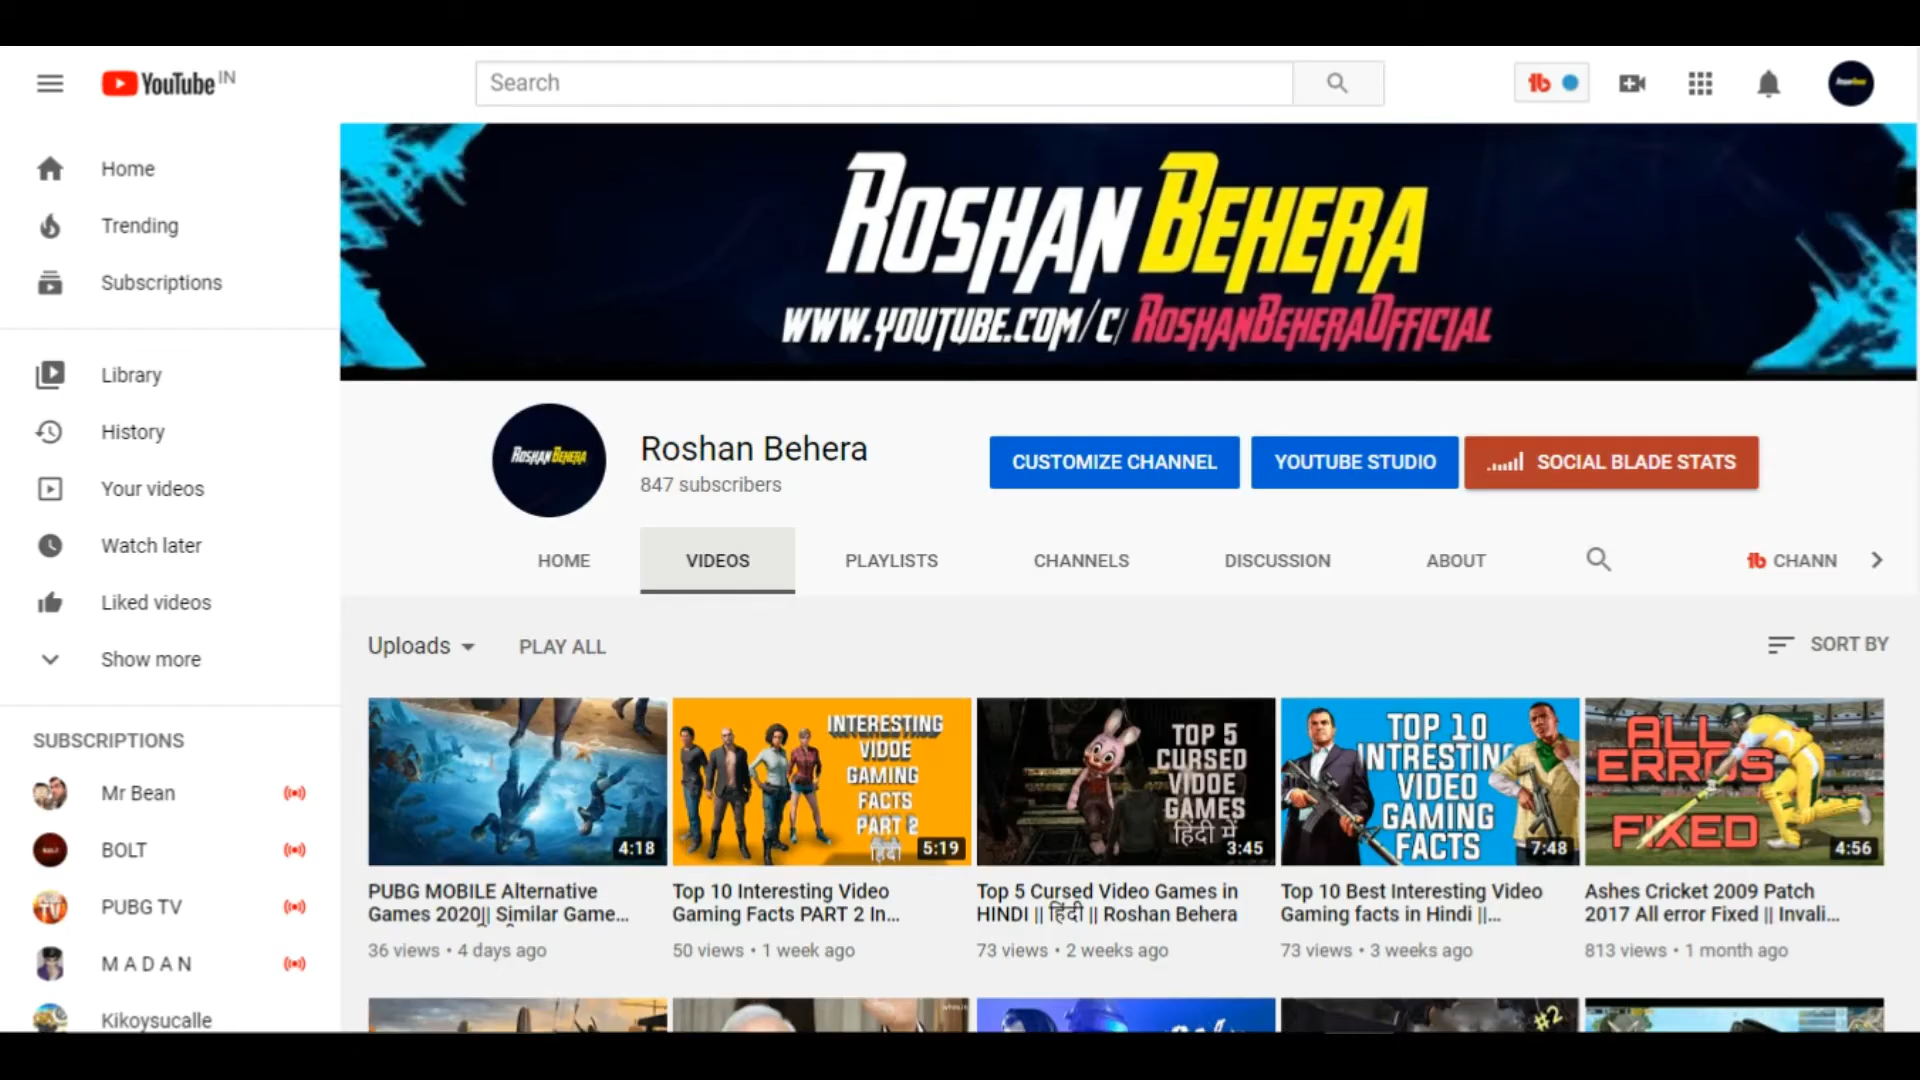 YouTube IN
Search
Home
Trending
Subscriptions
Library
History
Your videos
Watch later
Liked videos
Show more
SUBSCRIPTIONS
Mr Bean
BOLT
PUBG TV
M A D A N
Kikoysucalle
ROSHAN BEHERA
WWW.YOUTUBE.COM/C/ROSHANBEHERAOFFICIAL
ROSHAN BEHERA
Roshan Behera
847 subscribers
CUSTOMIZE CHANNEL
YOUTUBE STUDIO
SOCIAL BLADE STATS
HOME
VIDEOS
PLAYLISTS
CHANNELS
DISCUSSION
ABOUT
CHANN
Uploads
PLAY ALL
SORT BY
4:18
PUBG MOBILE Alternative
Games 2020|| Similar Game...
36 views • 4 days ago
INTERESTING
VIDOE
GAMING
FACTS
PART 2
हिंदी
5:19
Top 10 Interesting Video
Gaming Facts PART 2 In...
50 views • 1 week ago
TOP 5
CURSED
VIDOE
GAMES
हिंदी में
3:45
Top 5 Cursed Video Games in
HINDI || हिंदी || Roshan Behera
73 views • 2 weeks ago
TOP 10
INTRESTING
VIDEO
GAMING
FACTS
7:48
Top 10 Best Interesting Video
Gaming facts in Hindi ||...
73 views • 3 weeks ago
ALL
ERROS
FIXED
4:56
Ashes Cricket 2009 Patch
2017 All error Fixed || Invali...
813 views • 1 month ago
#2